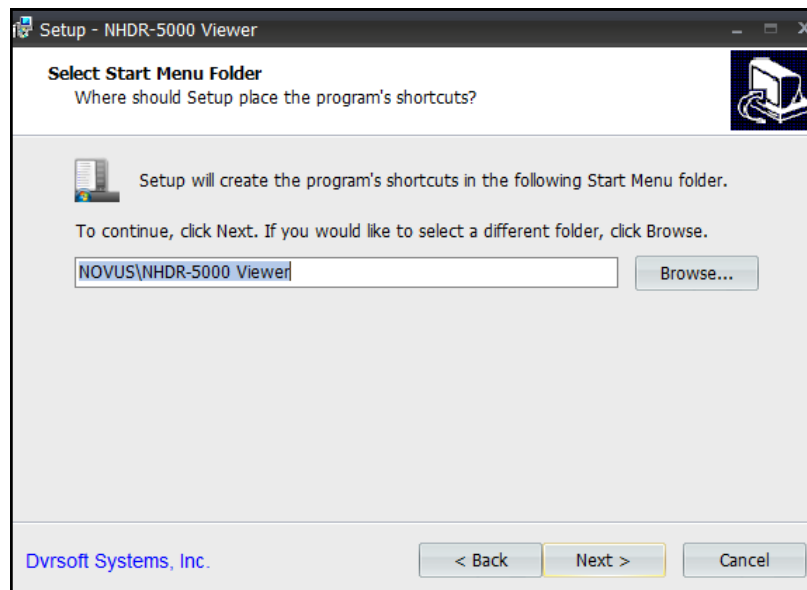 Setup - NHDR-5000 Viewer
Select Start Menu Folder
Where should Setup place the program's shortcuts?
Setup will create the program's shortcuts in the following Start Menu folder.
To continue, click Next. If you would like to select a different folder, click Browse.
NOVUS\NHDR-5000 Viewer
Browse...
Dvrsoft Systems, Inc.
< Back
Next >
Cancel